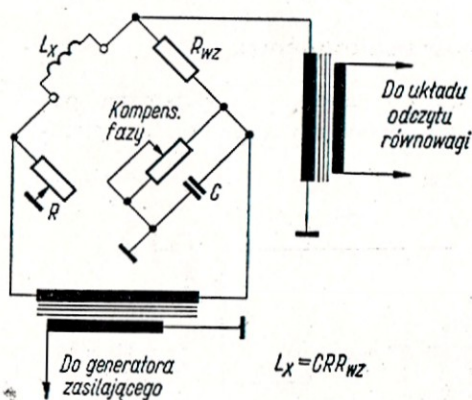 Lx
Rwz
Kompens.
fazy
C
R
Do układu
odczytu
równowagi
Do generatora
zasilającego
Lx=CRRwz